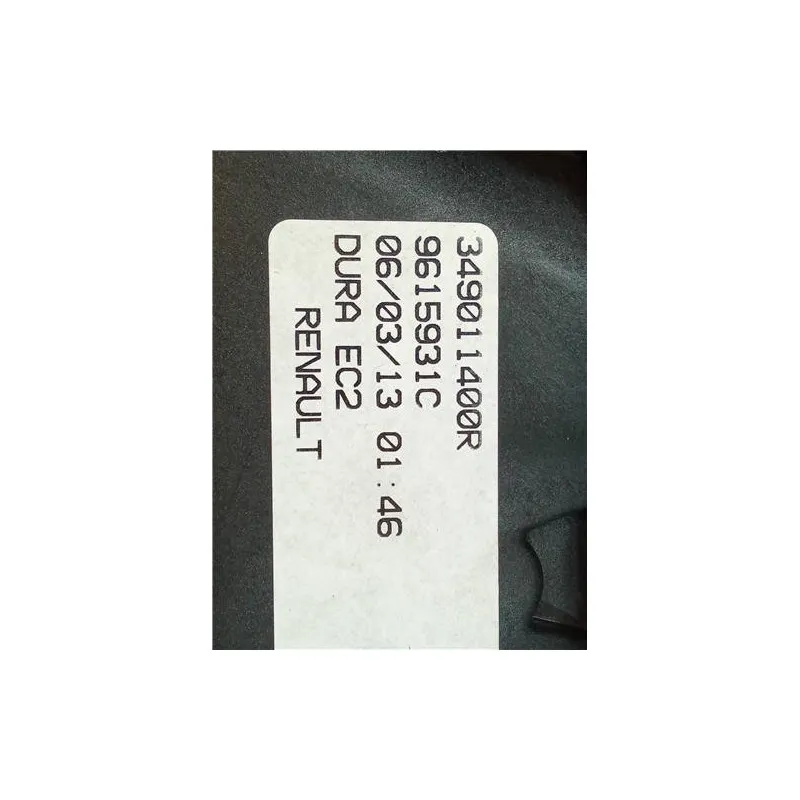 349011400R
9615931C
06/03/13 01:46
DURA EC2
RENAULT